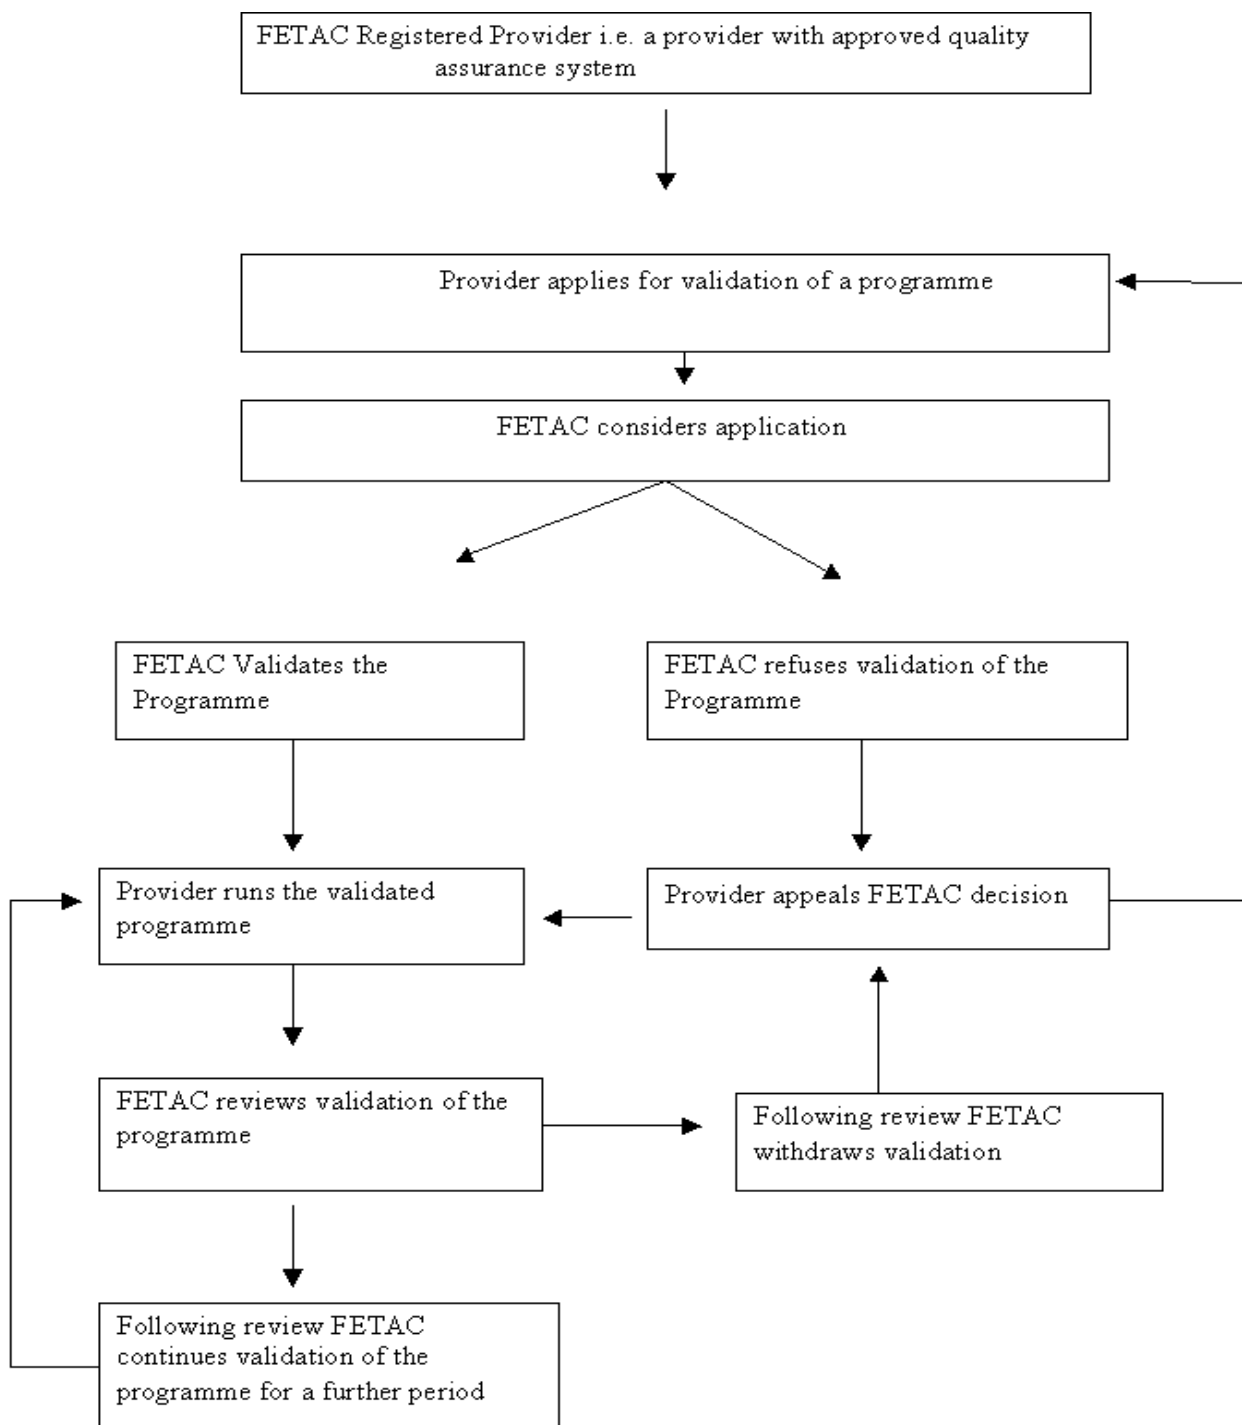 FETAC Registered Provider i.e. a provider with approved quality
assurance system
Provider applies for validation of a programme
FETAC considers application
FETAC Validates the
Programme
FETAC refuses validation of the
Programme
Provider runs the validated
programme
Provider appeals FETAC decision
FETAC reviews validation of the
programme
Following review FETAC
withdraws validation
Following review FETAC
continues validation of the
programme for a further period